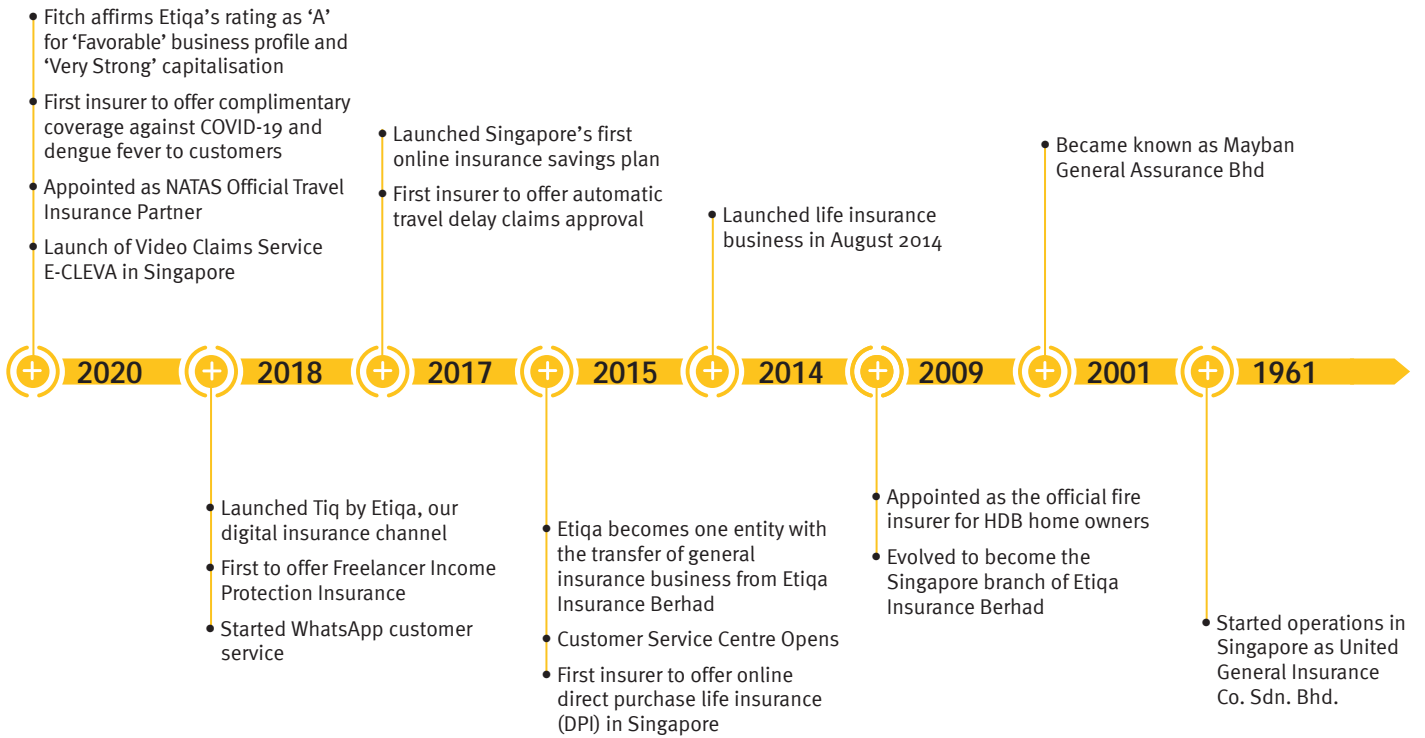 Fitch affirms Etiqa’s rating as ‘A’
for ‘Favorable’ business profile and
‘Very Strong’ capitalisation
First insurer to offer complimentary
coverage against COVID-19 and
dengue fever to customers
Appointed as NATAS Official Travel
Insurance Partner
Launch of Video Claims Service
E-CLEVA in Singapore
Launched Singapore’s first
online insurance savings plan
First insurer to offer automatic
travel delay claims approval
Launched life insurance
business in August 2014
Became known as Mayban
General Assurance Bhd
2020
2018
2017
2015
2014
2009
2001
1961
Launched Tiq by Etiqa, our
digital insurance channel
First to offer Freelancer Income
Protection Insurance
Started WhatsApp customer
service
Etiqa becomes one entity with
the transfer of general
insurance business from Etiqa
Insurance Berhad
Customer Service Centre Opens
First insurer to offer online
direct purchase life insurance
(DPI) in Singapore
Appointed as the official fire
insurer for HDB home owners
Evolved to become the
Singapore branch of Etiqa
Insurance Berhad
Started operations in
Singapore as United
General Insurance
Co. Sdn. Bhd.